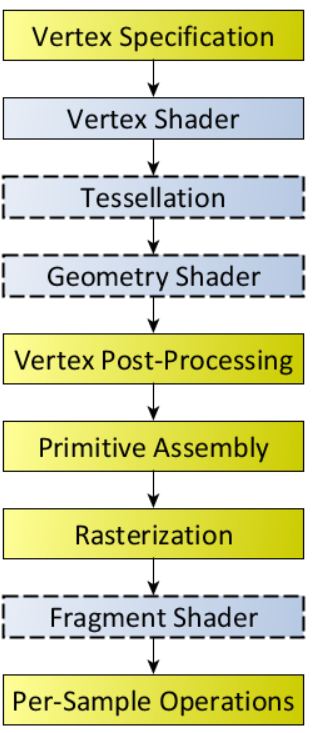 Vertex Specification
Vertex Shader
Tessellation
Geometry Shader
Vertex Post-Processing
Primitive Assembly
Rasterization
Fragment Shader
Per-Sample Operations